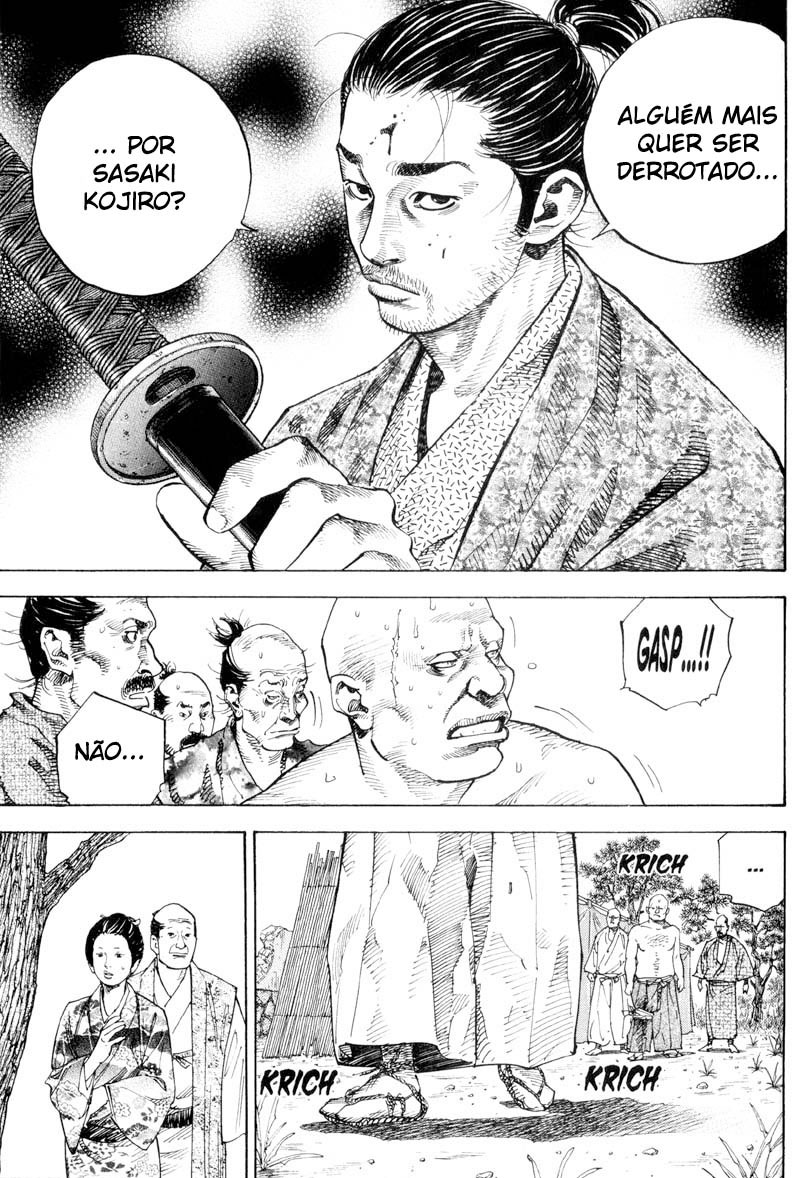 ALGUÉM MAIS
QUER SER
DERROTADO...
... POR
SASAKI
KOJIRO?
GASP...!!
NÃO...
...
KRICH
KRICH
KRICH